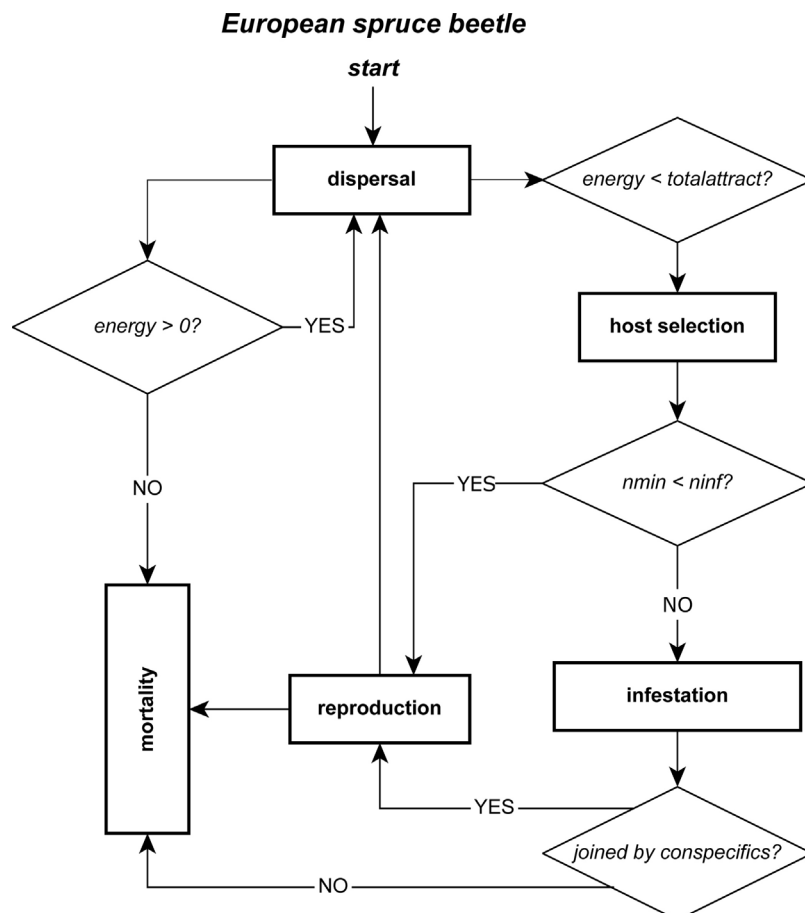 European spruce beetle
start
dispersal
energy < totalattract?
energy > 0?
YES
host selection
NO
YES
nmin < ninf?
NO
mortality
reproduction
infestation
YES
joined by conspecifics?
NO